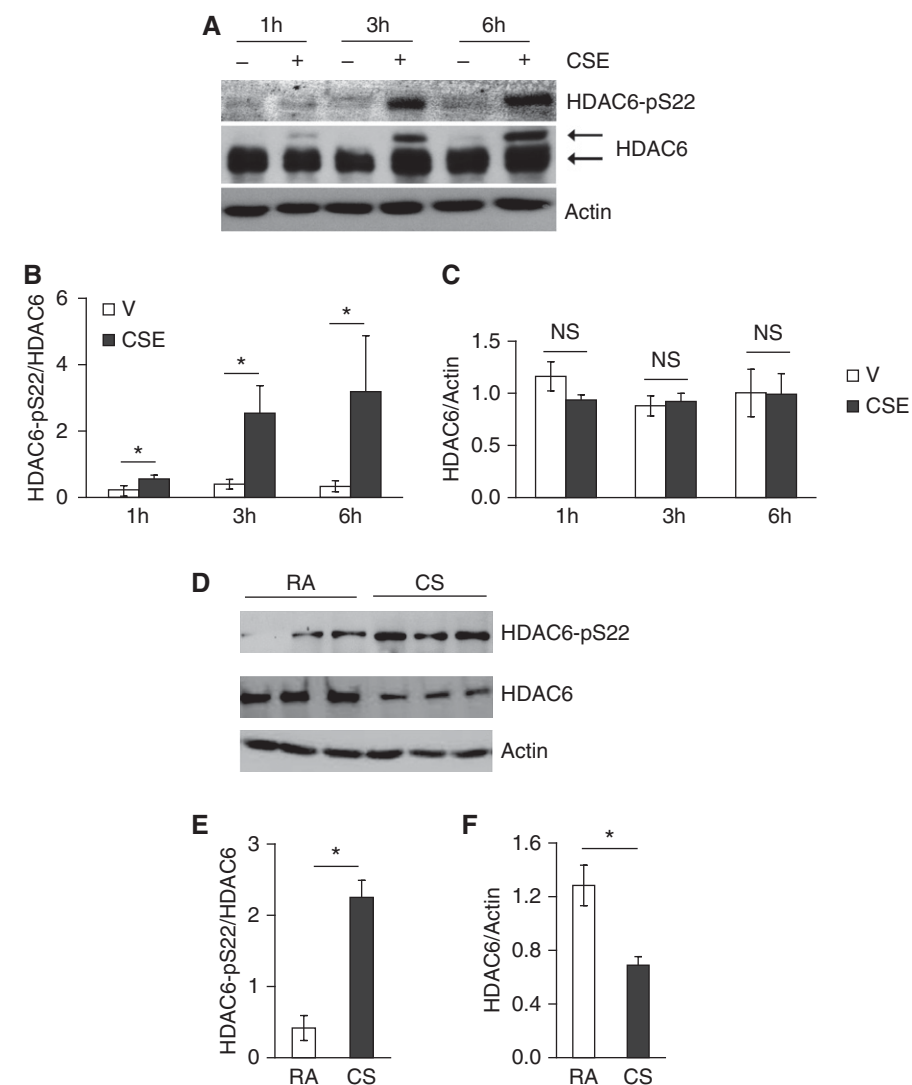 A
1h 3h 6h
– + – + – + CSE
HDAC6-pS22
HDAC6
Actin
B
HDAC6-pS22/HDAC6
6
4
2
0
V
CSE
*
*
*
1h 3h 6h
C
HDAC6/Actin
1.5
1.0
0.5
0.0
NS
NS
NS
V
CSE
1h 3h 6h
D
RA CS
HDAC6-pS22
HDAC6
Actin
E
HDAC6-pS22/HDAC6
3
2
1
0
*
RA CS
F
HDAC6/Actin
1.6
1.2
0.8
0.4
0.0
*
RA CS